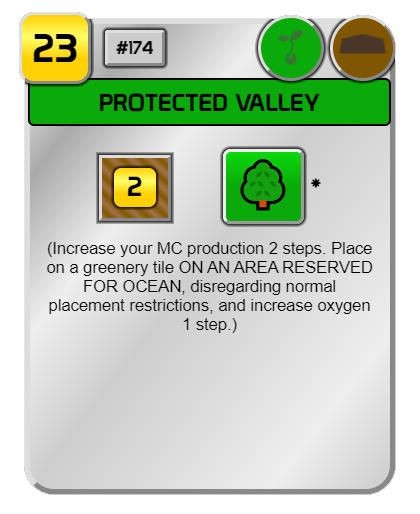 23
#174
PROTECTED VALLEY
2
*
(Increase your MC production 2 steps. Place
on a greenery tile ON AN AREA RESERVED
FOR OCEAN, disregarding normal
placement restrictions, and increase oxygen
1 step.)